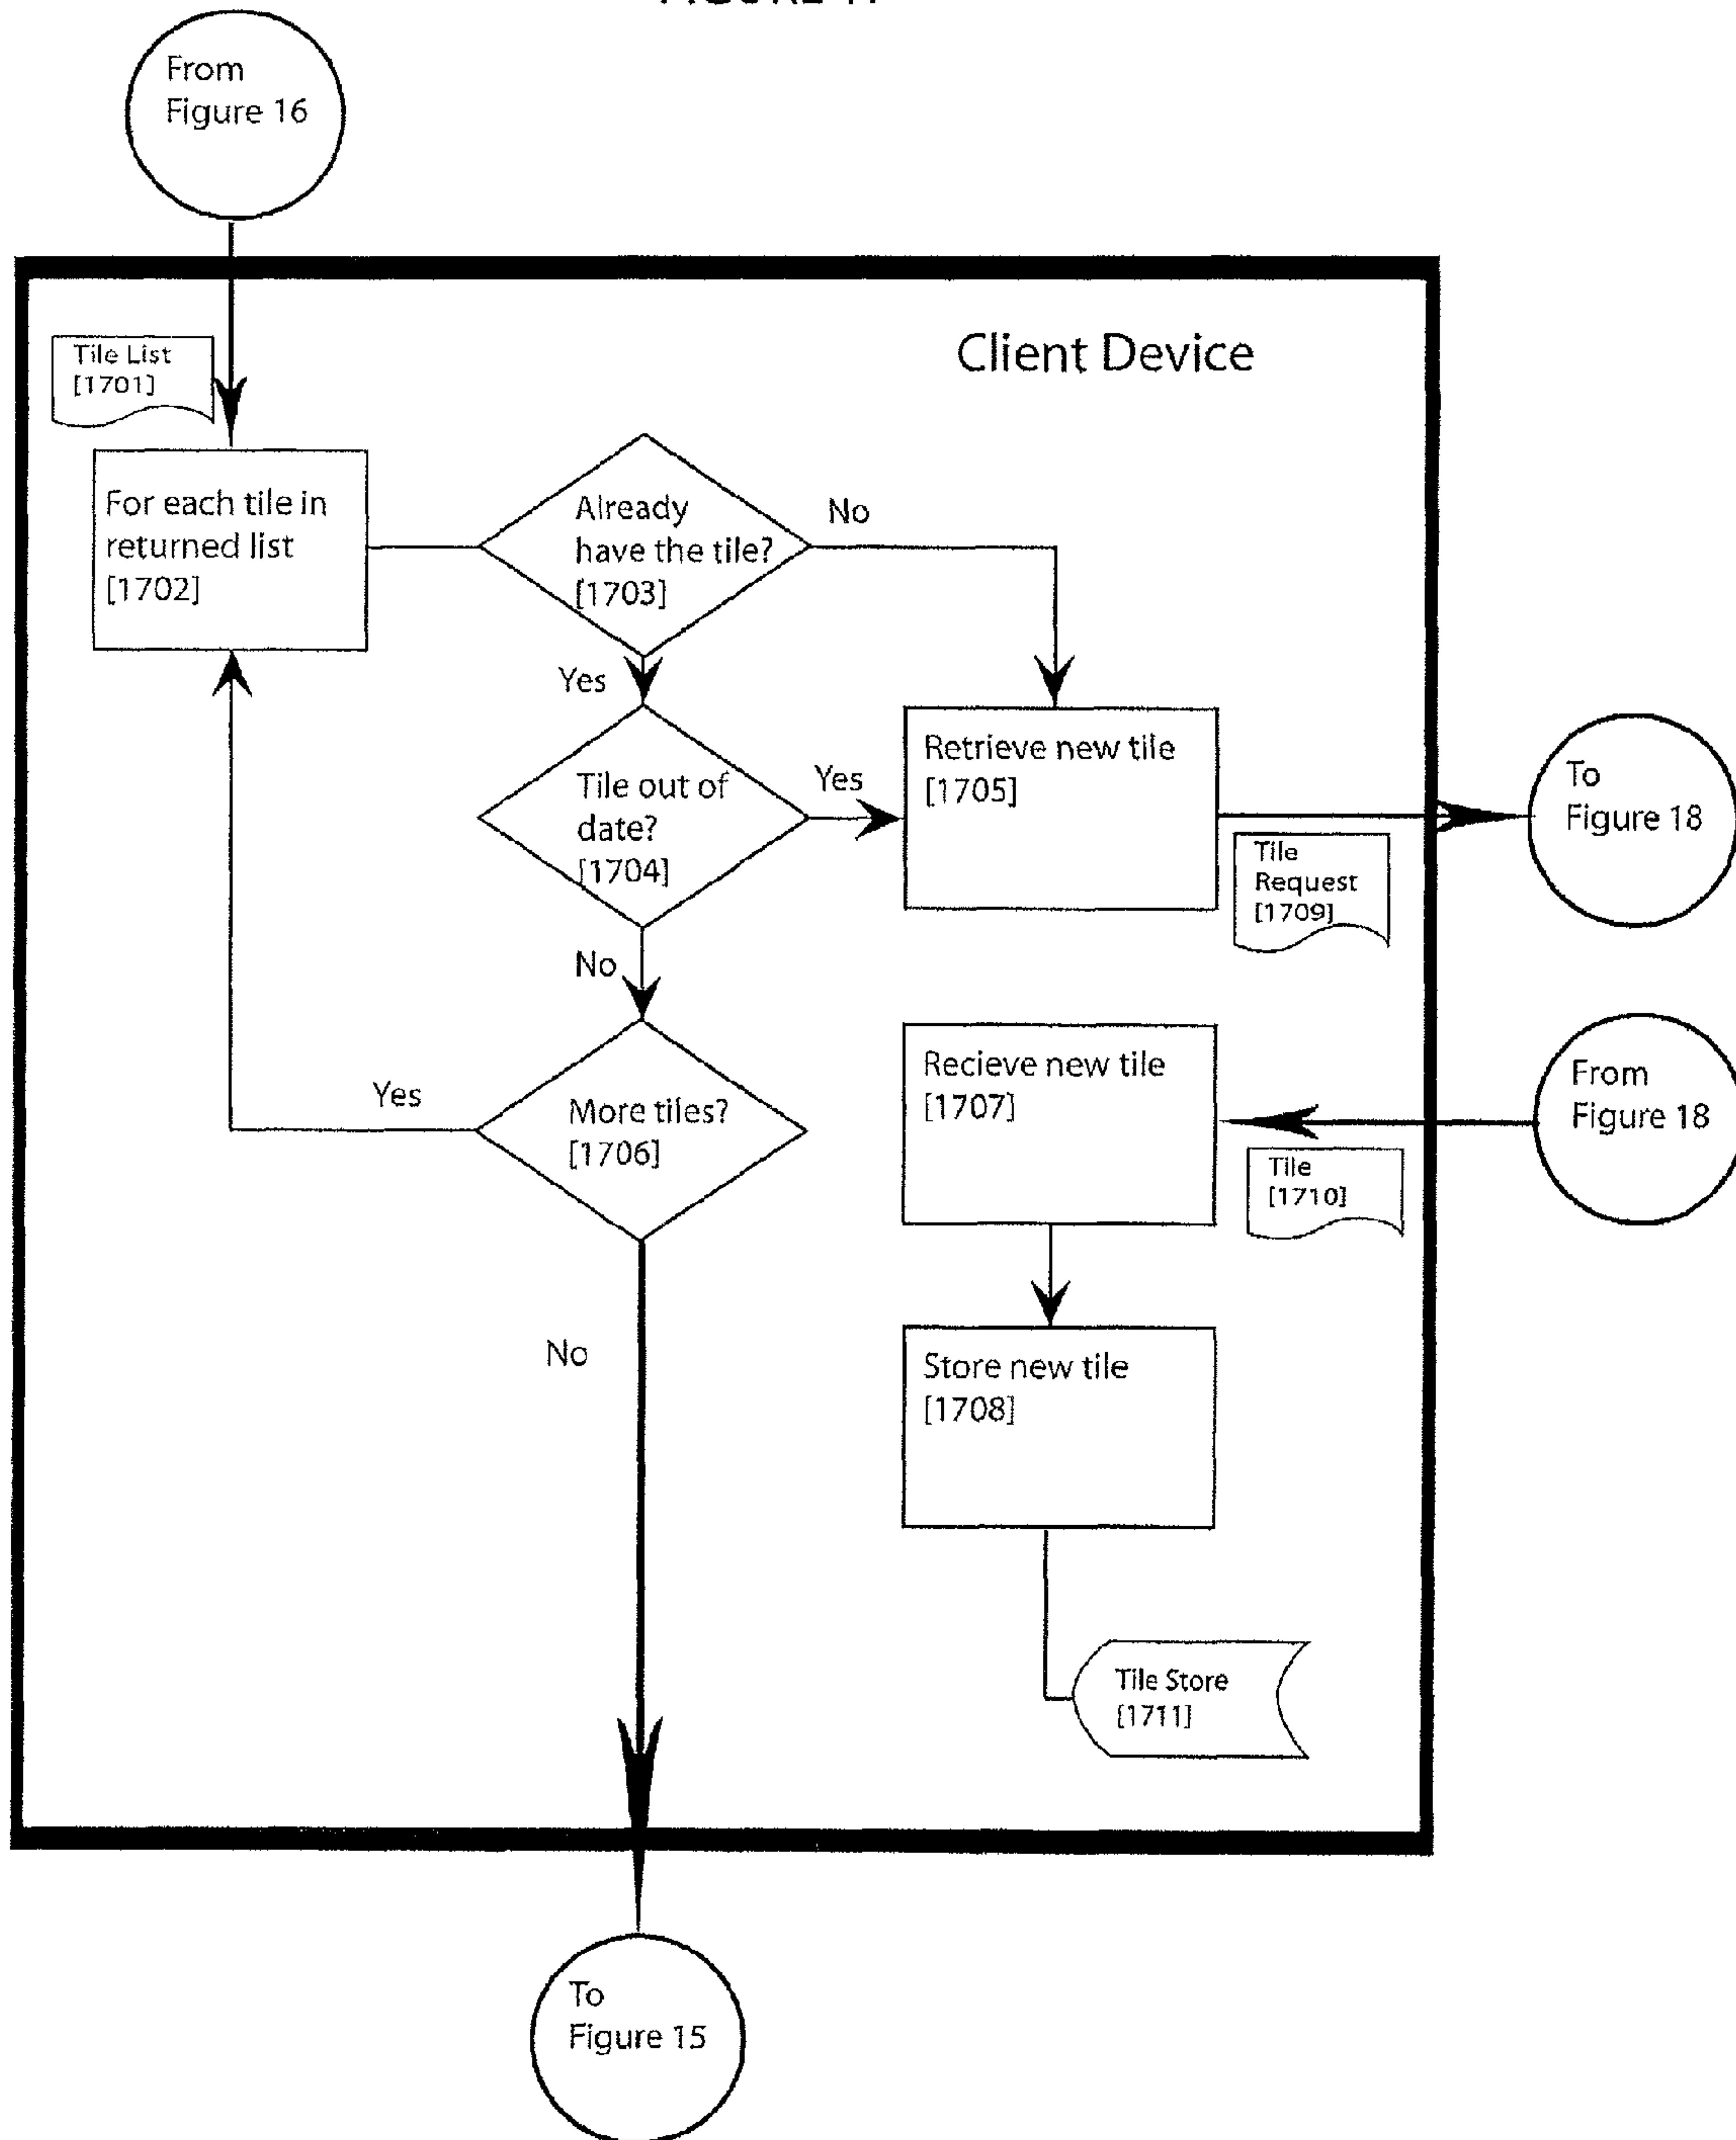 From
Figure 16
Client Device
Tile List
[1701]
For each tile in
returned list
[1702]
Already
have the tile?
[1703]
No
Yes
Tile out of
date?
[1704]
Yes
Retrieve new tile
[1705]
To
Figure 18
Tile
Request
[1709]
No
More tiles?
[1706]
Yes
Recieve new tile
[1707]
From
Figure 18
Tile
[1710]
No
Store new tile
[1708]
Tile Store
[1711]
To
Figure 15